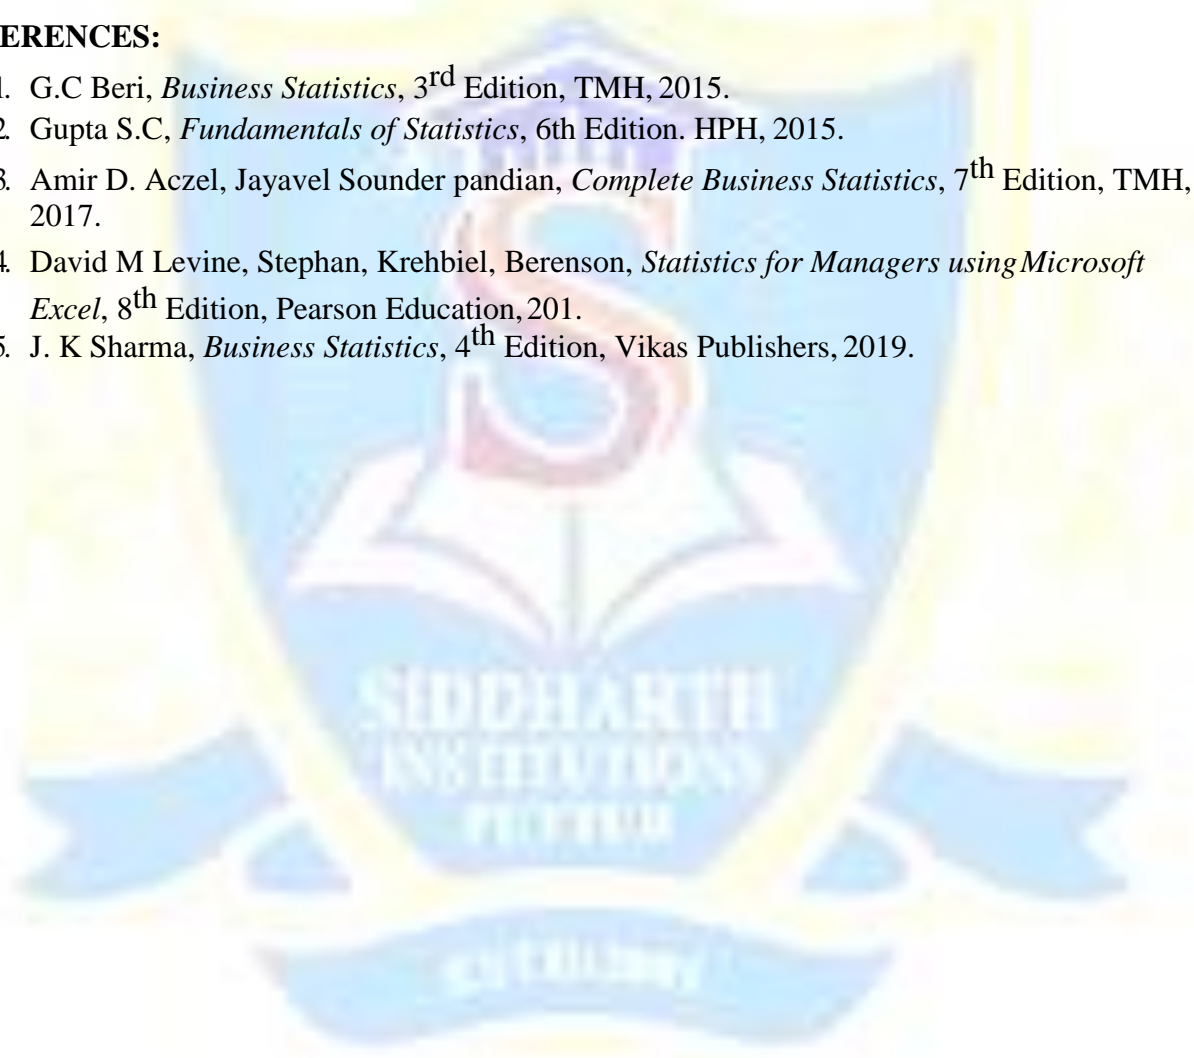 ERENCES:
1. G.C Beri, Business Statistics, 3rd Edition, TMH, 2015.
2. Gupta S.C, Fundamentals of Statistics, 6th Edition. HPH, 2015.
3. Amir D. Aczel, Jayavel Sounder pandian, Complete Business Statistics, 7th Edition, TMH,
2017.
4. David M Levine, Stephan, Krehbiel, Berenson, Statistics for Managers using Microsoft
Excel, 8th Edition, Pearson Education, 201.
5. J. K Sharma, Business Statistics, 4th Edition, Vikas Publishers, 2019.
S
SIDDHARTH
INSTITUTIONS
PUTTUR